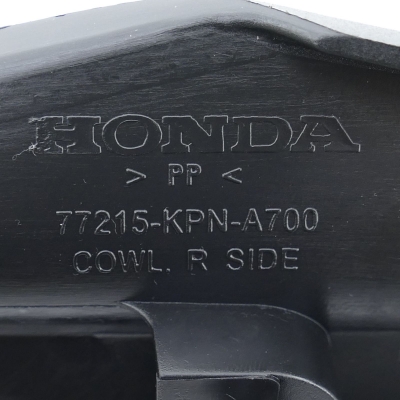 HONDA
> PP <
77215-KPN-A700
COWL. R SIDE